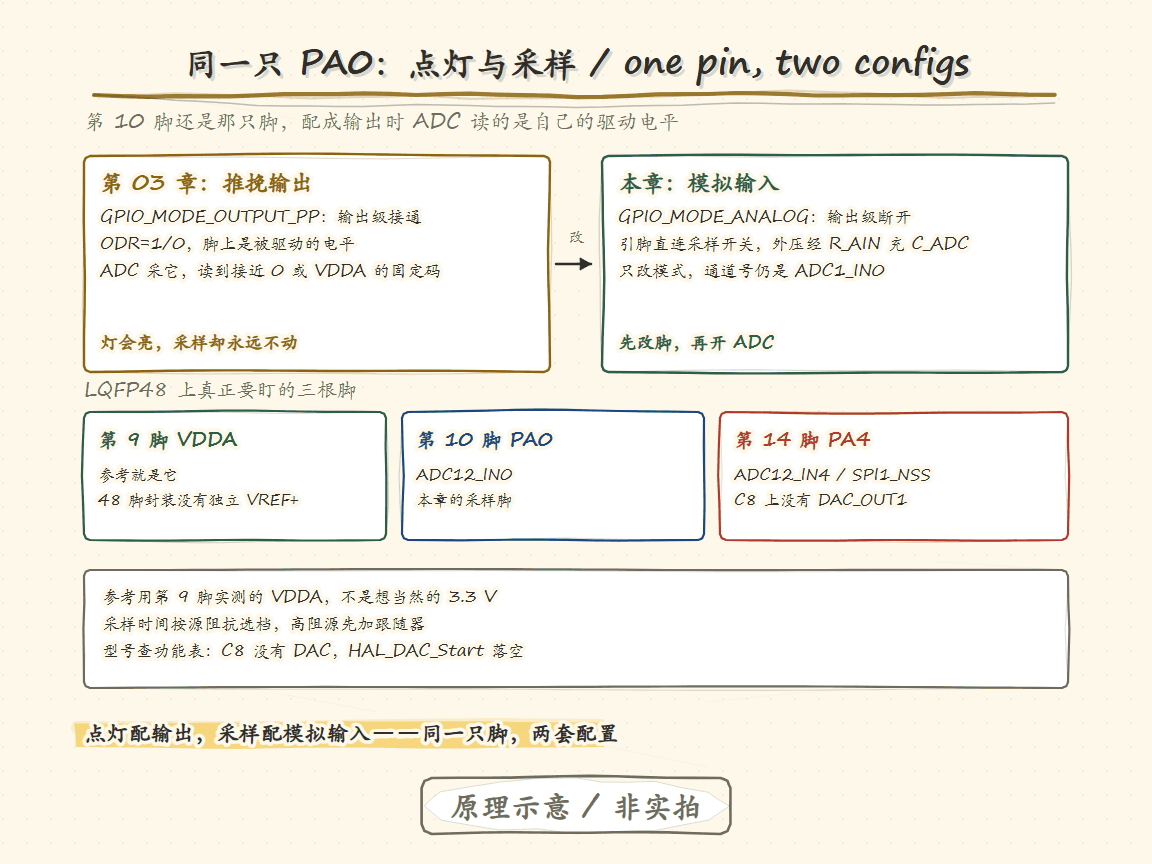 同一只 PA0：点灯与采样 / one pin, two configs
第 10 脚还是那只脚，配成输出时 ADC 读的是自己的驱动电平
第 03 章：推挽输出
GPIO_MODE_OUTPUT_PP：输出级接通
ODR=1/0，脚上是被驱动的电平
ADC 采它，读到接近 0 或 VDDA 的固定码
灯会亮，采样却永远不动
改
本章：模拟输入
GPIO_MODE_ANALOG：输出级断开
引脚直连采样开关，外压经 R_AIN 充 C_ADC
只改模式，通道号仍是 ADC1_IN0
先改脚，再开 ADC
LQFP48 上真正要盯的三根脚
第 9 脚 VDDA
参考就是它
48 脚封装没有独立 VREF+
第 10 脚 PA0
ADC12_IN0
本章的采样脚
第 14 脚 PA4
ADC12_IN4 / SPI1_NSS
C8 上没有 DAC_OUT1
参考用第 9 脚实测的 VDDA，不是想当然的 3.3 V
采样时间按源阻抗选档，高阻源先加跟随器
型号查功能表：C8 没有 DAC，HAL_DAC_Start 落空
点灯配输出，采样配模拟输入——同一只脚，两套配置
原理示意 / 非实拍